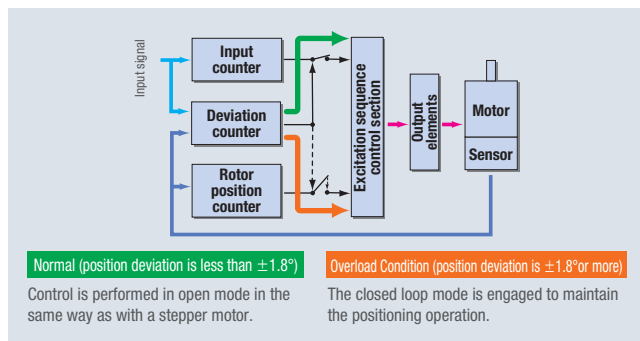 Input signal
Input
counter
Deviation
counter
Rotor
position
counter
Excitation sequence
control section
Output
elements
Motor
Sensor
Normal (position deviation is less than ±1.8°)
Control is performed in open mode in the
same way as with a stepper motor.
Overload Condition (position deviation is ±1.8°or more)
The closed loop mode is engaged to maintain
the positioning operation.